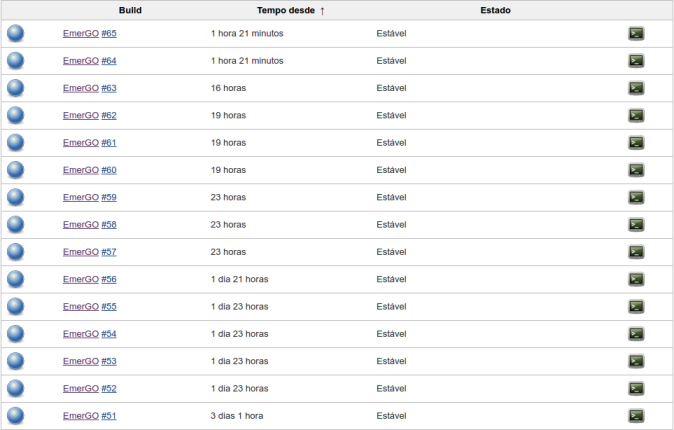 Build Tempo desde ↑ Estado
EmerGO #65 1 hora 21 minutos Estável
EmerGO #64 1 hora 21 minutos Estável
EmerGO #63 16 horas Estável
EmerGO #62 19 horas Estável
EmerGO #61 19 horas Estável
EmerGO #60 19 horas Estável
EmerGO #59 23 horas Estável
EmerGO #58 23 horas Estável
EmerGO #57 23 horas Estável
EmerGO #56 1 dia 21 horas Estável
EmerGO #55 1 dia 23 horas Estável
EmerGO #54 1 dia 23 horas Estável
EmerGO #53 1 dia 23 horas Estável
EmerGO #52 1 dia 23 horas Estável
EmerGO #51 3 dias 1 hora Estável